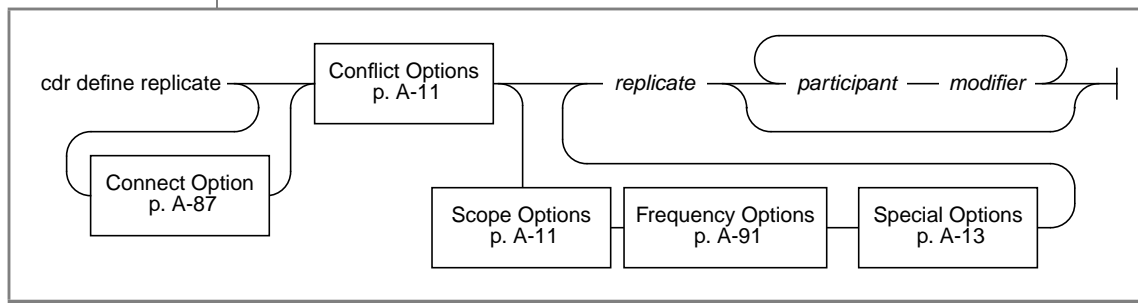 cdr define replicate
Conflict Options
p. A-11
replicate
participant
modifier
Connect Option
p. A-87
Scope Options
p. A-11
Frequency Options
p. A-91
Special Options
p. A-13